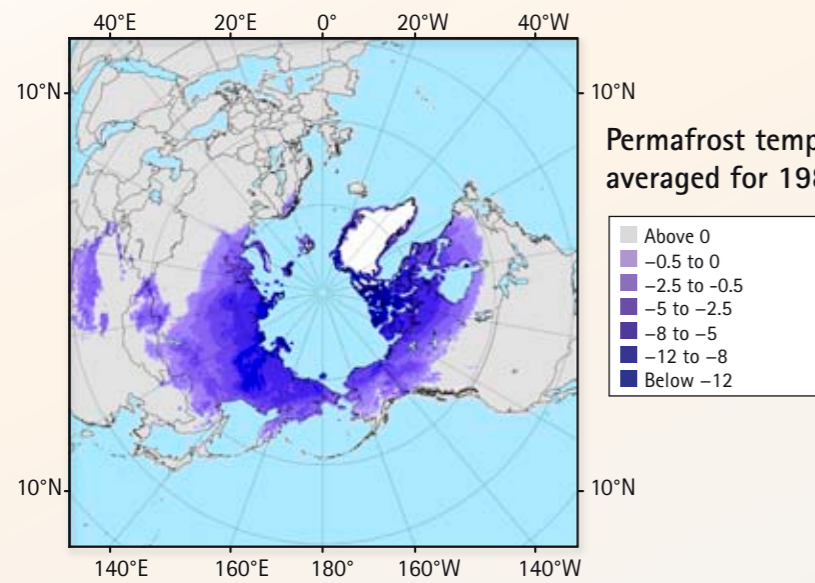 40°E 20°E 0° 20°W 40°W
10°N 10°N
Permafrost
averaged for
Above 0
−0.5 to 0
−2.5 to -0.5
−5 to −2.5
−8 to −5
−12 to −8
Below −12
10°N 10°N
140°E 160°E 180° 160°W 140°W